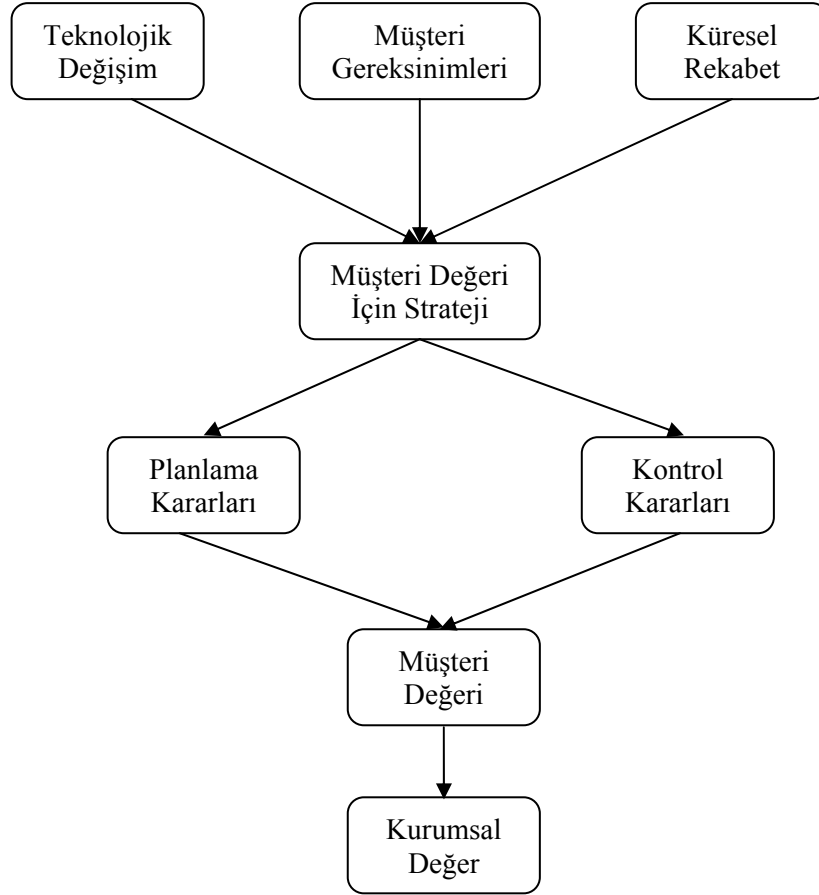 Teknolojik
Değişim
Müşteri
Gereksinimleri
Küresel
Rekabet
Müşteri Değeri
İçin Strateji
Planlama
Kararları
Kontrol
Kararları
Müşteri
Değeri
Kurumsal
Değer